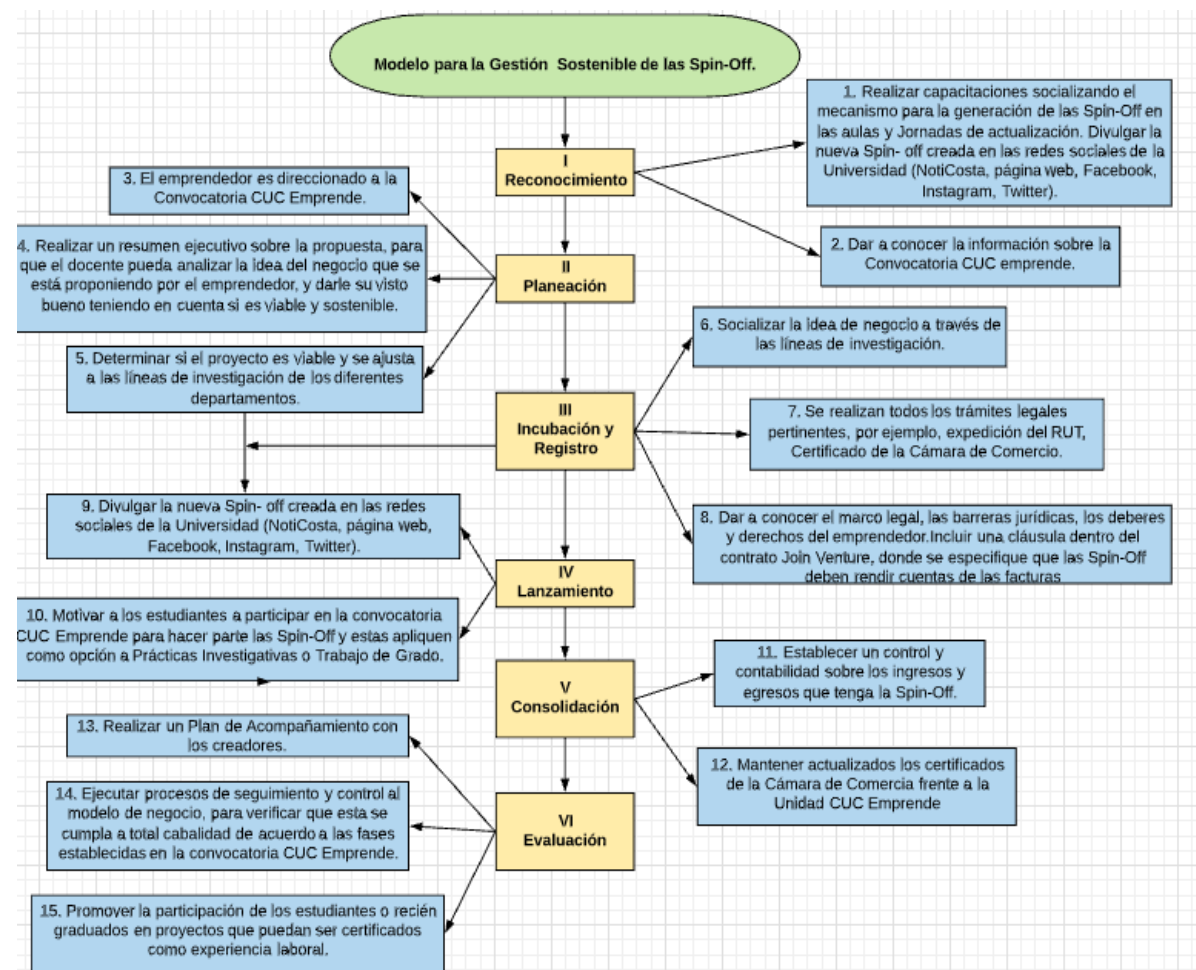 Modelo para la Gestión Sostenible de las Spin-Off.
I
Reconocimiento
1. Realizar capacitaciones socializando el
mecanismo para la generación de las Spin-Off en
las aulas y Jornadas de actualización. Divulgar la
nueva Spin- off creada en las redes sociales de la
Universidad (NotiCosta, página web, Facebook,
Instagram, Twitter).
2. Dar a conocer la información sobre la
Convocatoria CUC emprende.
II
Planeación
3. El emprendedor es direccionado a la
Convocatoria CUC Emprende.
4. Realizar un resumen ejecutivo sobre la propuesta, para
que el docente pueda analizar la idea del negocio que se
está proponiendo por el emprendedor, y darle su visto
bueno teniendo en cuenta si es viable y sostenible.
5. Determinar si el proyecto es viable y se ajusta
a las líneas de investigación de los diferentes
departamentos.
III
Incubación y
Registro
6. Socializar la idea de negocio a través de
las líneas de investigación.
7. Se realizan todos los trámites legales
pertinentes, por ejemplo, expedición del RUT,
Certificado de la Cámara de Comercio.
8. Dar a conocer el marco legal, las barreras jurídicas, los deberes
y derechos del emprendedor.Incluir una cláusula dentro del
contrato Join Venture, donde se especifique que las Spin-Off
deben rendir cuentas de las facturas
IV
Lanzamiento
9. Divulgar la nueva Spin- off creada en las redes
sociales de la Universidad (NotiCosta, página web,
Facebook, Instagram, Twitter).
10. Motivar a los estudiantes a participar en la convocatoria
CUC Emprende para hacer parte las Spin-Off y estas apliquen
como opción a Prácticas Investigativas o Trabajo de Grado.
V
Consolidación
11. Establecer un control y
contabilidad sobre los ingresos y
egresos que tenga la Spin-Off.
12. Mantener actualizados los certificados
de la Cámara de Comercia frente a la
Unidad CUC Emprende
VI
Evaluación
13. Realizar un Plan de Acompañamiento con
los creadores.
14. Ejecutar procesos de seguimiento y control al
modelo de negocio, para verificar que esta se
cumpla a total cabalidad de acuerdo a las fases
establecidas en la convocatoria CUC Emprende.
15. Promover la participación de los estudiantes o recién
graduados en proyectos que puedan ser certificados
como experiencia laboral.